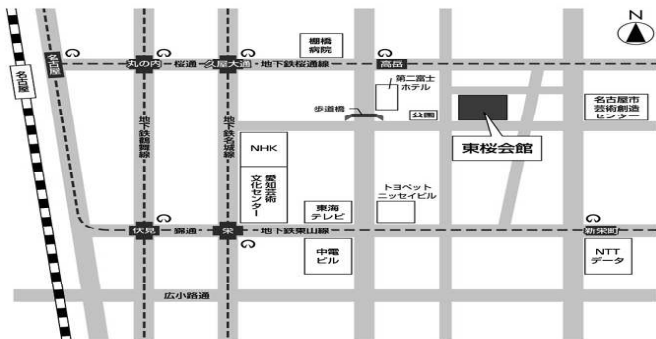 N
棚橋
病院
名古屋
丸の内
桜通
久屋大通
地下鉄桜通線
高岳
名古屋
第二富士
ホテル
名古屋市
芸術創造
センター
歩道橋
公園
東桜会館
地下鉄鶴舞線
地下鉄名城線
NHK
愛知芸術
文化センター
東海
テレビ
トヨペット
ニッセイビル
伏見
錦通
栄
地下鉄東山線
新栄町
中電
ビル
NTT
データ
広小路通